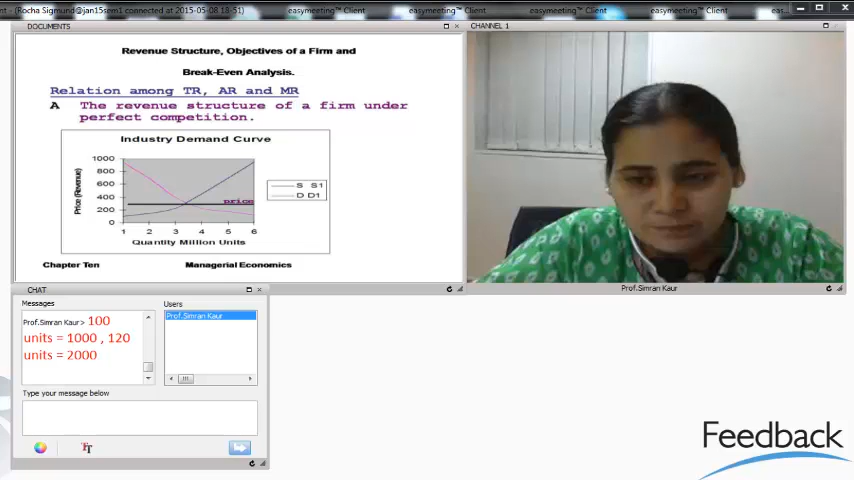 nt - (Rocha Sigmund@jan15sem1 connected at 2015-05-08 18-51)
easymeeting™ Client
easymeeting™ Client
easymeeting™ Client
DOCUMENTS
CHANNEL 1
Revenue Structure, Objectives of a Firm and
Break-Even Analysis.
Relation among TR, AR and MR
A The revenue structure of a firm under
perfect competition.
Industry Demand Curve
Price (Revenue)
1000
800
600
400
200
0
price
S S1
D D1
1 2 3 4 5 6
Quantity Million Units
Chapter Ten
Managerial Economics
Prof.Simran Kaur
CHAT
Messages
Users
Prof.Simran Kaur> 100
units = 1000 , 120
units = 2000
Prof.Simran Kaur
Type your message below
TT
Feedback